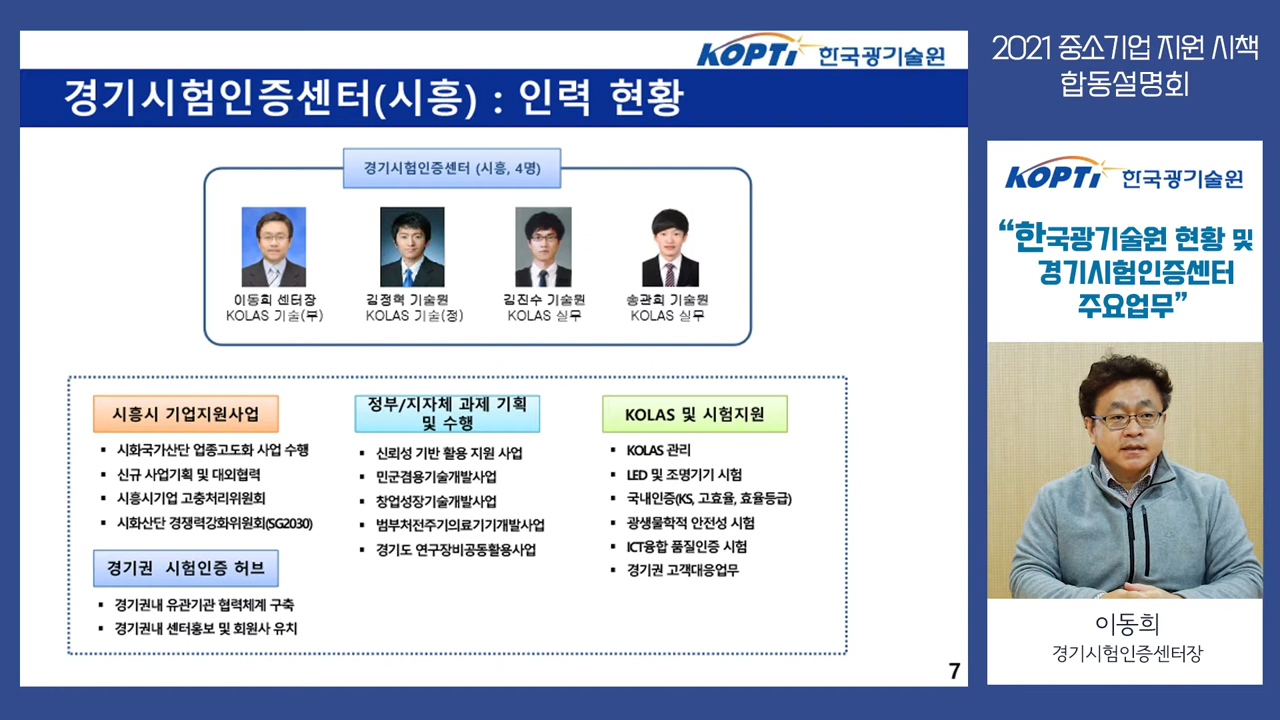 KOPTI 한국광기술원
경기시험인증센터(시흥) : 인력 현황
경기시험인증센터 (시흥, 4명)
이동희 센터장
KOLAS 기술(부)
김정혁 기술원
KOLAS 기술(정)
김진수 기술원
KOLAS 실무
송광희 기술원
KOLAS 실무
시흥시 기업지원사업
▪ 시화국가산단 업종고도화 사업 수행
▪ 신규 사업기획 및 대외협력
▪ 시흥시기업 고충처리위원회
▪ 시화산단 경쟁력강화위원회(SG2030)
경기권 시험인증 허브
▪ 경기권내 유관기관 협력체계 구축
▪ 경기권내 센터홍보 및 회원사 유치
정부/지자체 과제 기획
및 수행
▪ 신뢰성 기반 활용 지원 사업
▪ 민군겸용기술개발사업
▪ 창업성장기술개발사업
▪ 범부처전주기의료기기개발사업
▪ 경기도 연구장비공동활용사업
KOLAS 및 시험지원
▪ KOLAS 관리
▪ LED 및 조명기기 시험
▪ 국내인증(KS, 고효율, 효율등급)
▪ 광생물학적 안전성 시험
▪ ICT융합 품질인증 시험
▪ 경기권 고객대응업무
7
2021 중소기업 지원 시책
합동설명회
KOPTI 한국광기술원
“한국광기술원 현황 및
경기시험인증센터
주요업무”
이동희
경기시험인증센터장